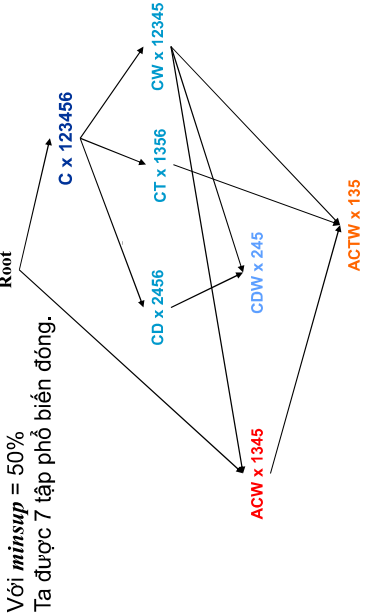 Với minsup = 50%
Ta được 7 tập phổ biến đóng.
Root
C x 123456
CD x 2456
CT x 1356
CW x 12345
ACW x 1345
CDW x 245
ACTW x 135